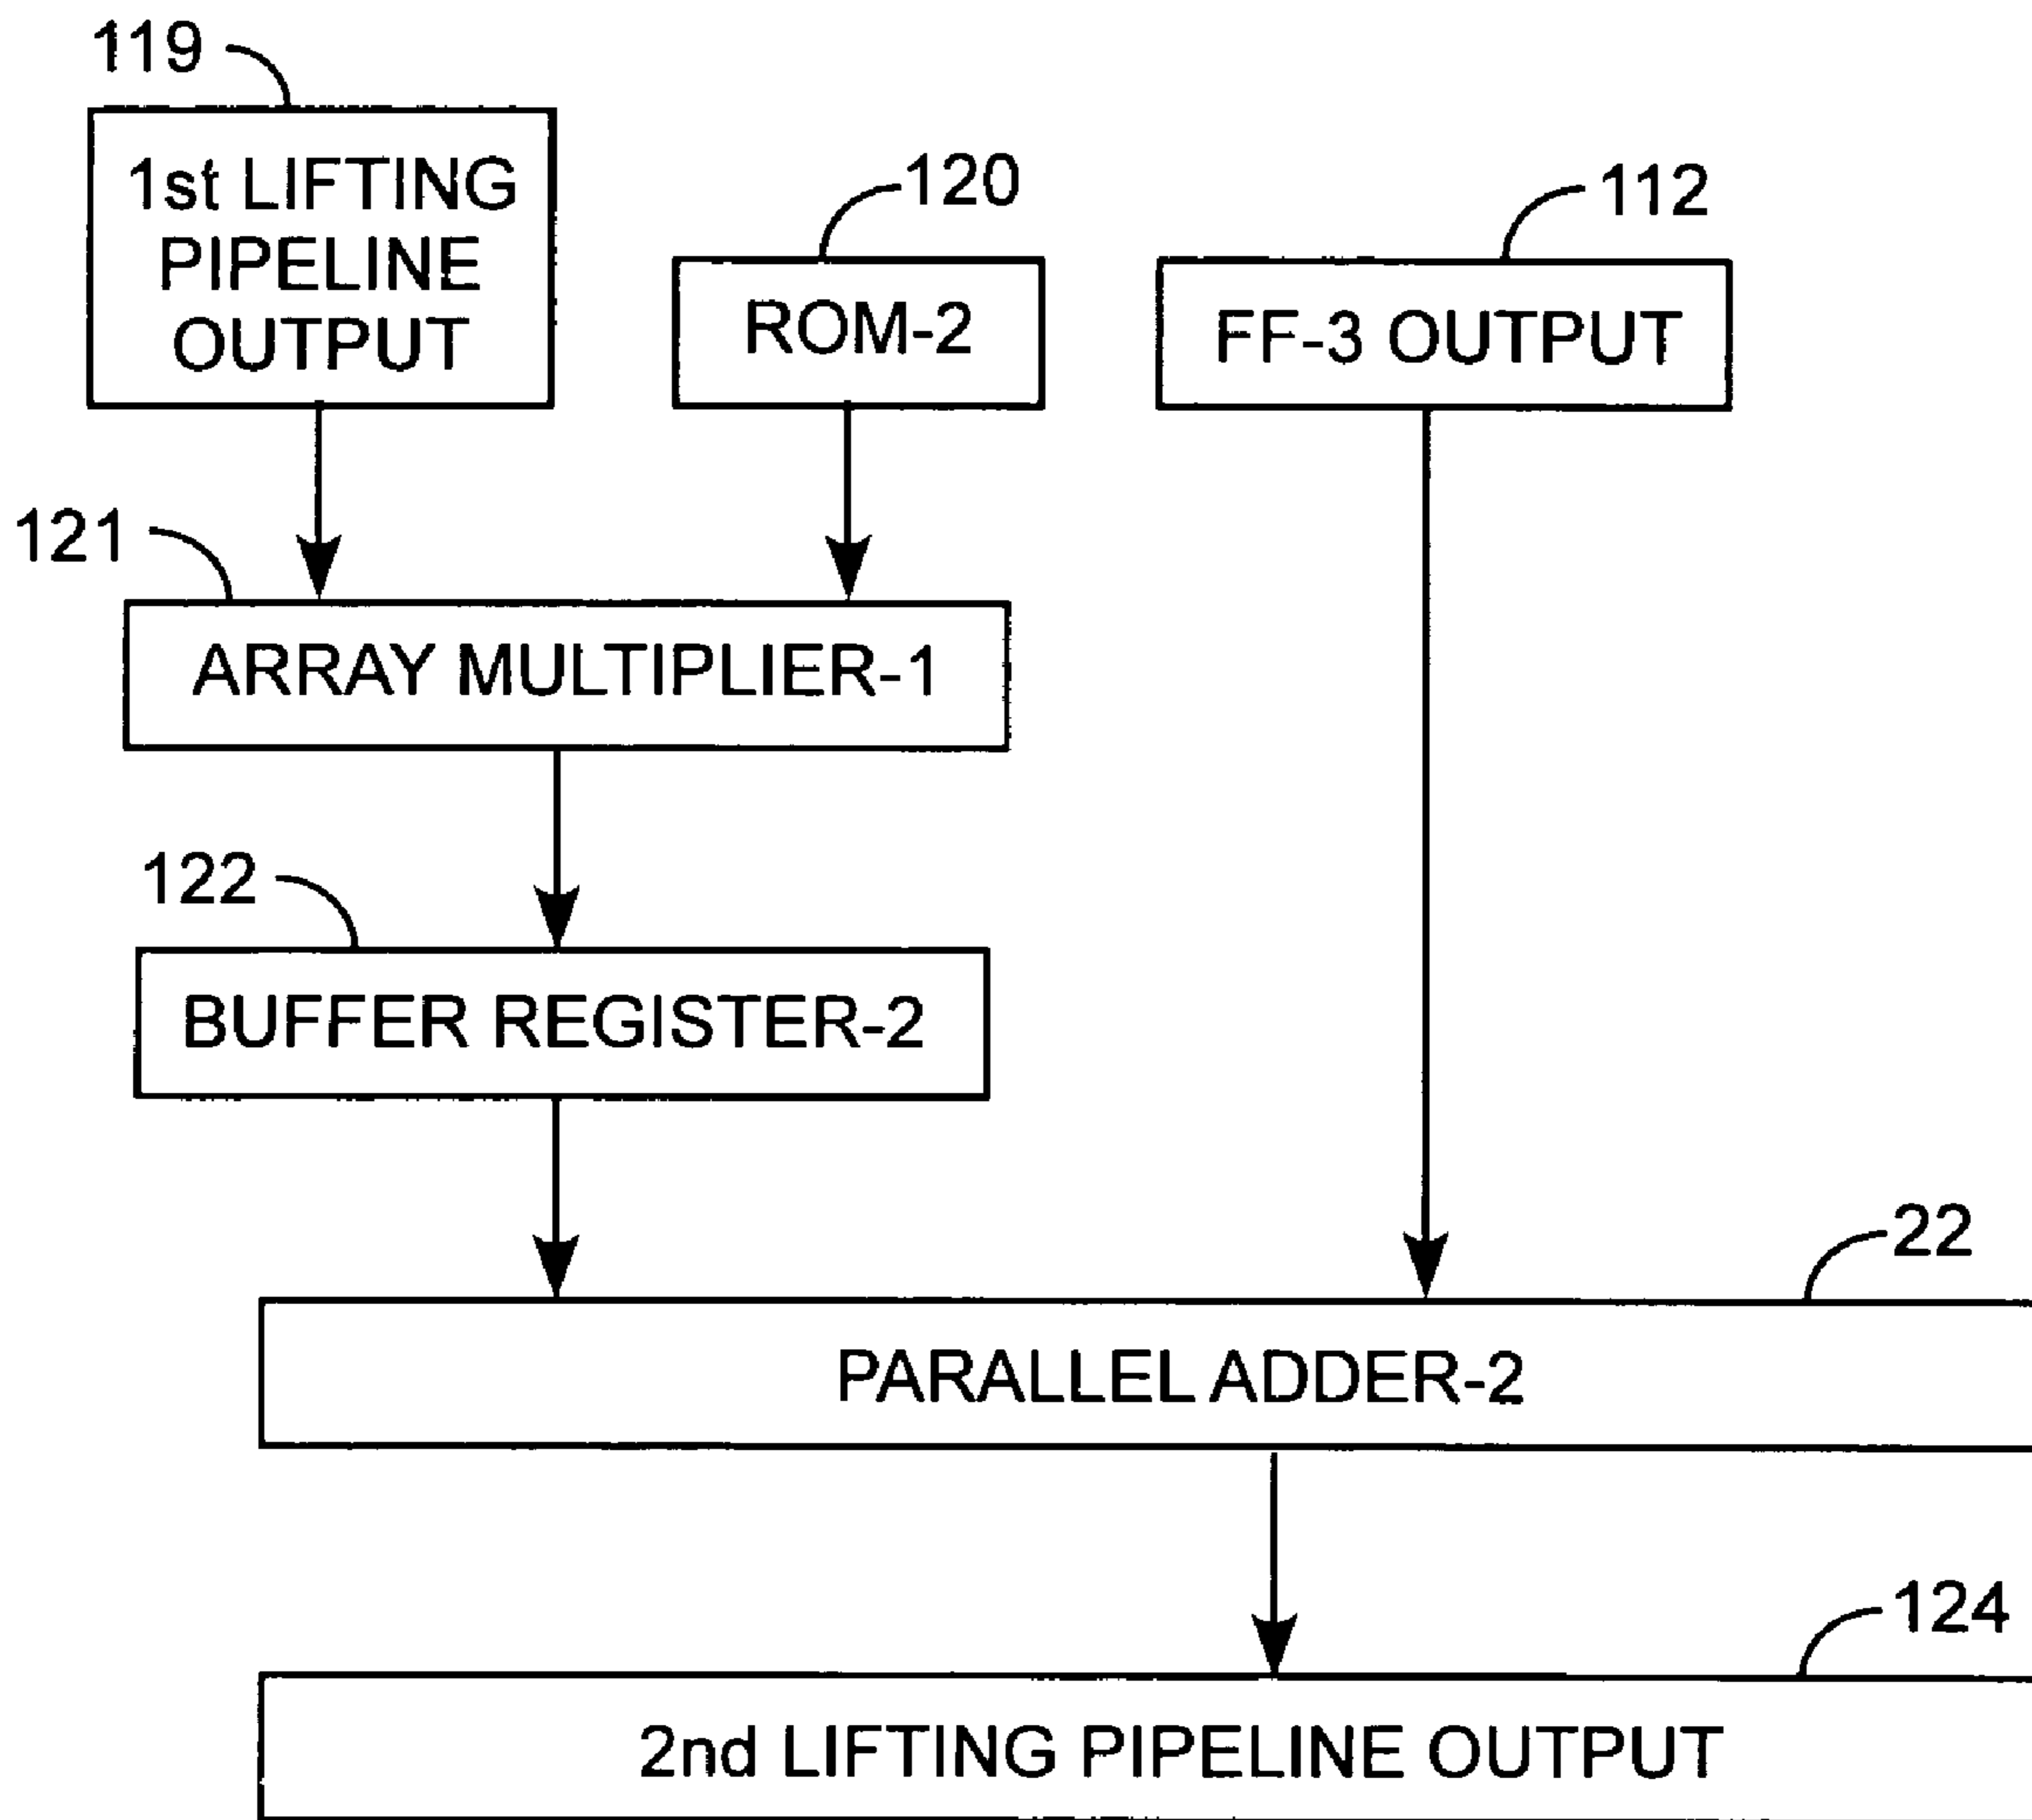 119
1st LIFTING
PIPELINE
OUTPUT
120
ROM-2
112
FF-3 OUTPUT
121
ARRAY MULTIPLIER-1
122
BUFFER REGISTER-2
22
PARALLEL ADDER-2
124
2nd LIFTING PIPELINE OUTPUT